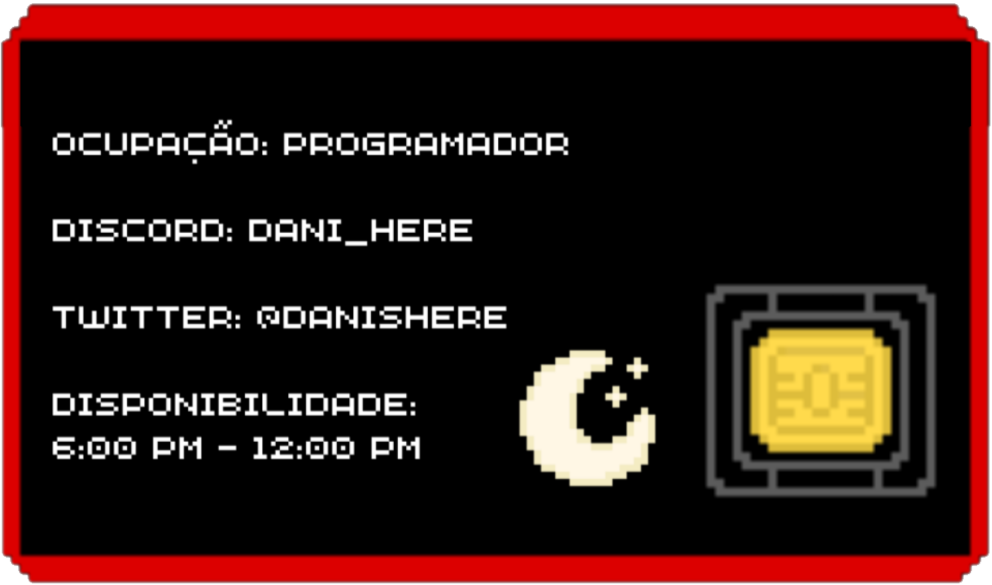 OCUPAÇÃO: PROGRAMADOR
DISCORD: DANI_HERE
TWITTER: @DANISHERE
DISPONIBILIDADE:
6:00 PM - 12:00 PM